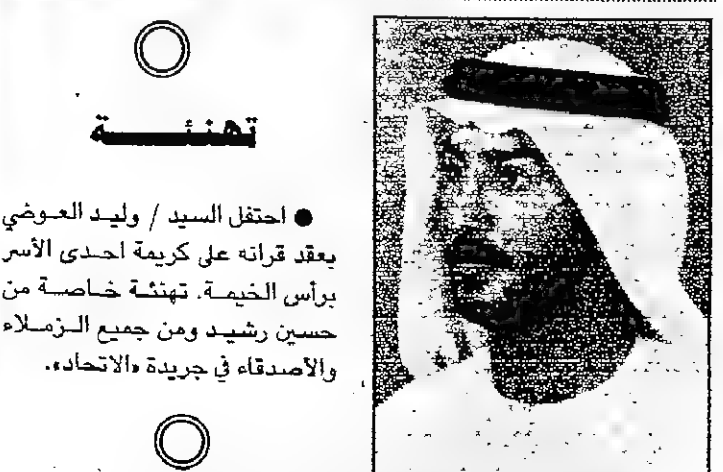 تهنئة
● احتفل السيد / وليد العوضي
بعقد قرانه على كريمة احدى الأسر
برأس الخيمة. تهنئة خاصة من
حسين رشيد ومن جميع الزملاء
والأصدقاء في جريدة «الاتحاد».